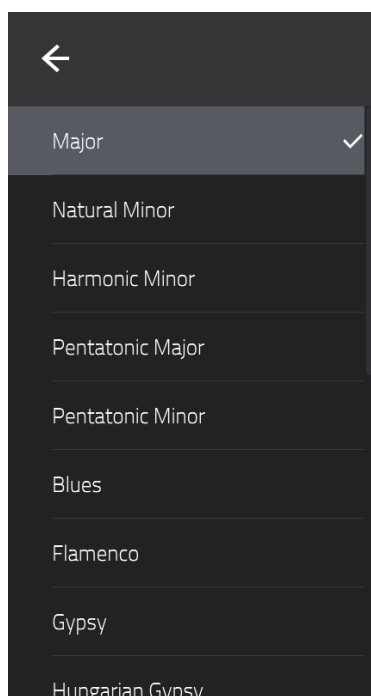 Major
Natural Minor
Harmonic Minor
Pentatonic Major
Pentatonic Minor
Blues
Flamenco
Gypsy
Hungarian Gypsy